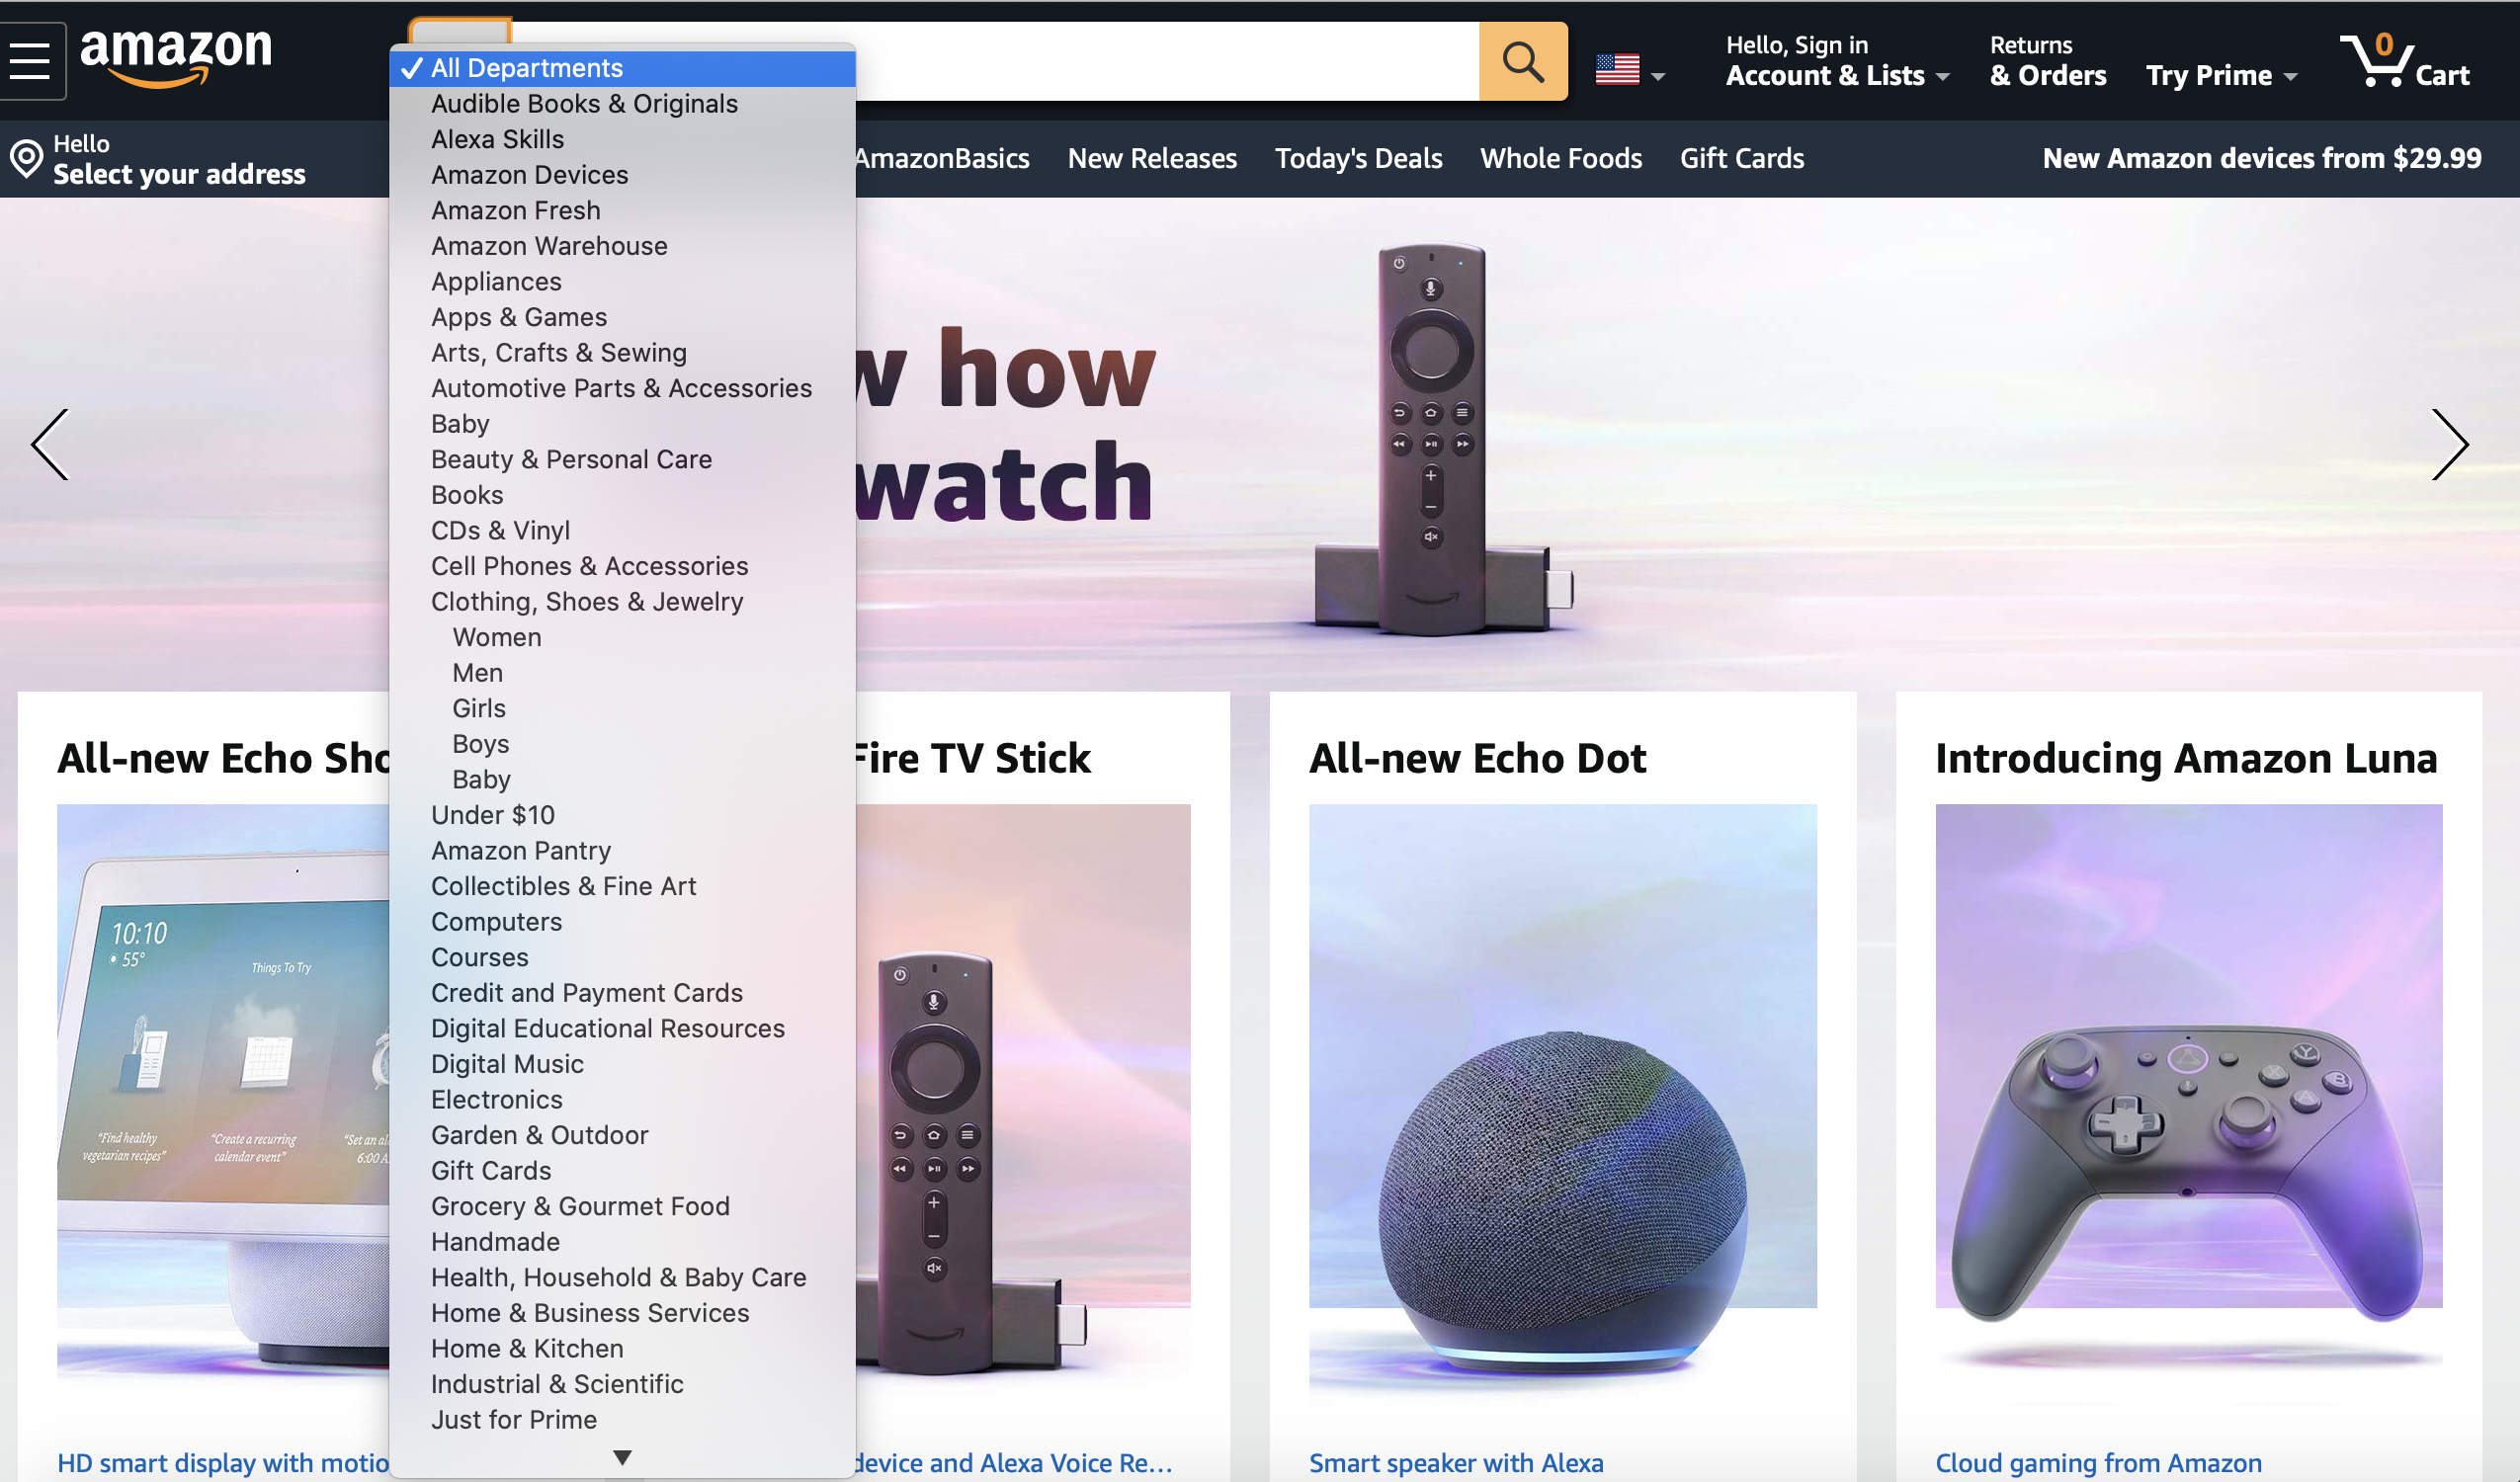 amazon
Hello, Sign in
Account & Lists
Returns
& Orders
Try Prime
0
Cart
Hello
Select your address
AmazonBasics
New Releases
Today's Deals
Whole Foods
Gift Cards
New Amazon devices from $29.99
All Departments
Audible Books & Originals
Alexa Skills
Amazon Devices
Amazon Fresh
Amazon Warehouse
Appliances
Apps & Games
Arts, Crafts & Sewing
Automotive Parts & Accessories
Baby
Beauty & Personal Care
Books
CDs & Vinyl
Cell Phones & Accessories
Clothing, Shoes & Jewelry
Women
Men
Girls
Boys
Baby
Under $10
Amazon Pantry
Collectibles & Fine Art
Computers
Courses
Credit and Payment Cards
Digital Educational Resources
Digital Music
Electronics
Garden & Outdoor
Gift Cards
Grocery & Gourmet Food
Handmade
Health, Household & Baby Care
Home & Business Services
Home & Kitchen
Industrial & Scientific
Just for Prime
how
watch
All-new Echo
10:10
55°
Things To Try
"Find healthy
vegetarian recipes"
"Create a recurring
calendar event"
"Set an
6:00
HD smart display with
Fire TV Stick
device and Alexa Voice Re...
All-new Echo Dot
Smart speaker with Alexa
Introducing Amazon Luna
Y
X
B
A
Cloud gaming from Amazon